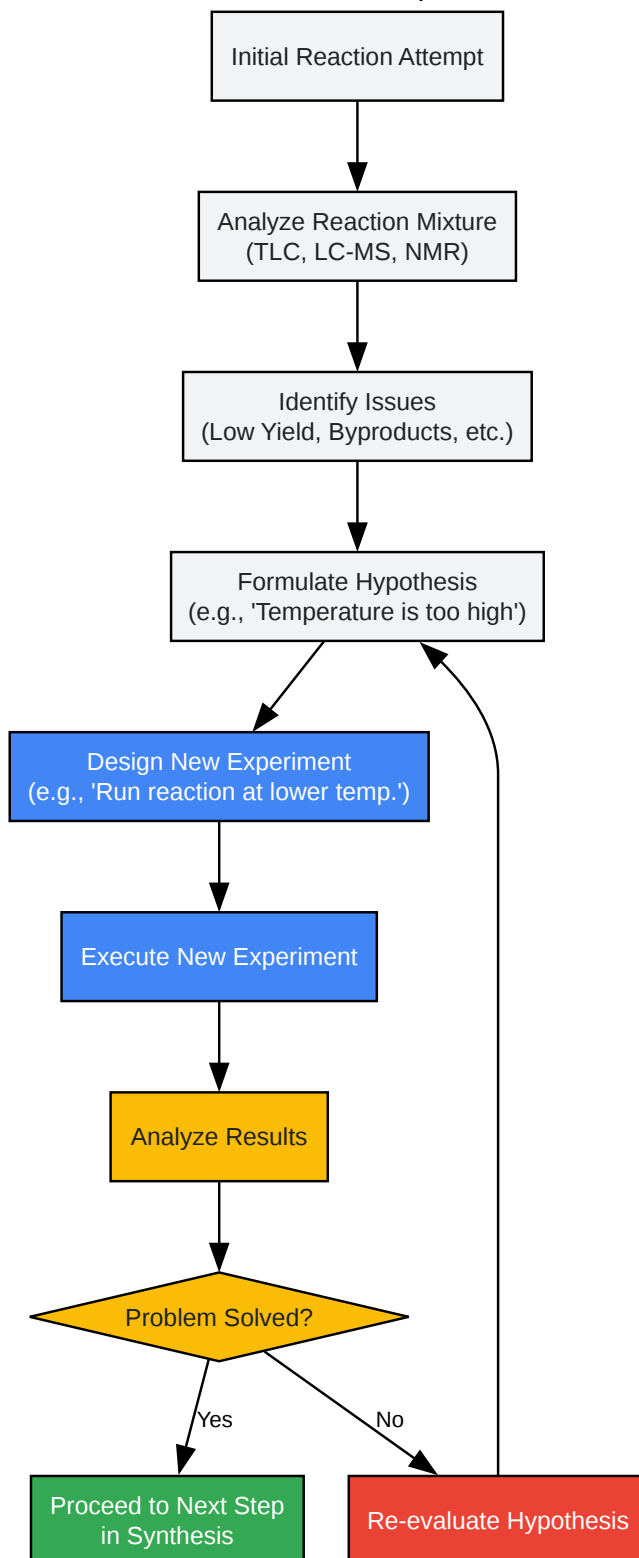 Initial Reaction Attempt
Analyze Reaction Mixture
(TLC, LC-MS, NMR)
Identify Issues
(Low Yield, Byproducts, etc.)
Formulate Hypothesis
(e.g., 'Temperature is too high')
Design New Experiment
(e.g., 'Run reaction at lower temp.')
Execute New Experiment
Analyze Results
Problem Solved?
Yes
No
Proceed to Next Step
in Synthesis
Re-evaluate Hypothesis